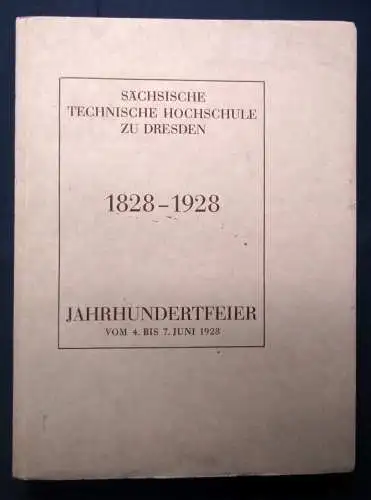 SÄCHSISCHE
TECHNISCHE HOCHSCHULE
ZU DRESDEN
1828-1928
JAHRHUNDERTFEIER
VOM 4. BIS 7. JUNI 1928